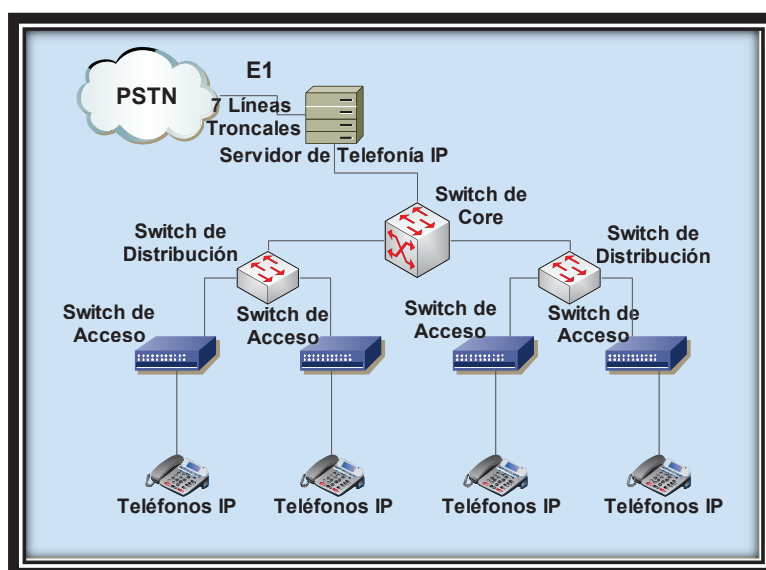 E1
PSTN
7 Líneas
Troncales
Servidor de Telefonía IP
Switch de
Core
Switch de
Distribución
Switch de
Distribución
Switch de
Acceso
Switch de
Acceso
Switch de
Acceso
Switch de
Acceso
Teléfonos IP
Teléfonos IP
Teléfonos IP
Teléfonos IP